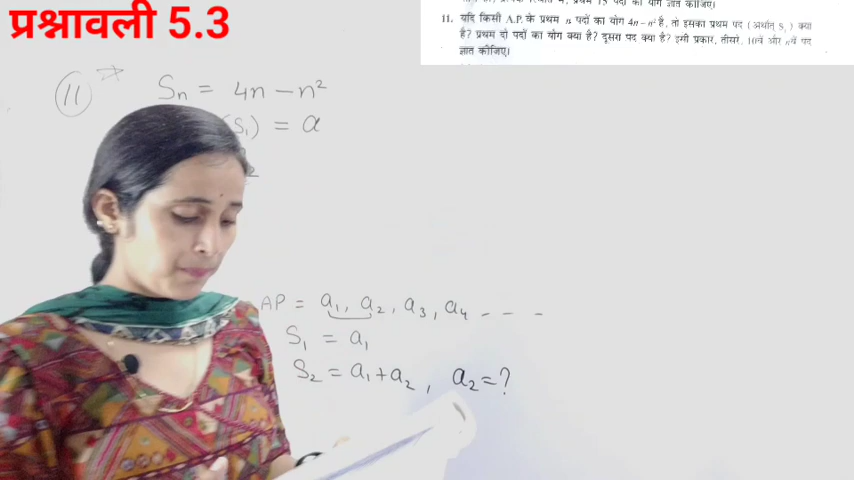 प्रश्नावली 5.3
11. यदि किसी A.P. के प्रथम n पदों का योग 4n – n² है, तो इसका प्रथम पद (अर्थात् S₁) क्या
है? प्रथम दो पदों का योग क्या है? दूसरा पद क्या है? इसी प्रकार, तीसरे, 10वें और nवें पद
ज्ञात कीजिए।
(11) Sn = 4n – n²
(S₁) = a
2
AP = a₁, a₂, a₃, a₄ - - -
S₁ = a₁
S₂ = a₁ + a₂, a₂ = ?